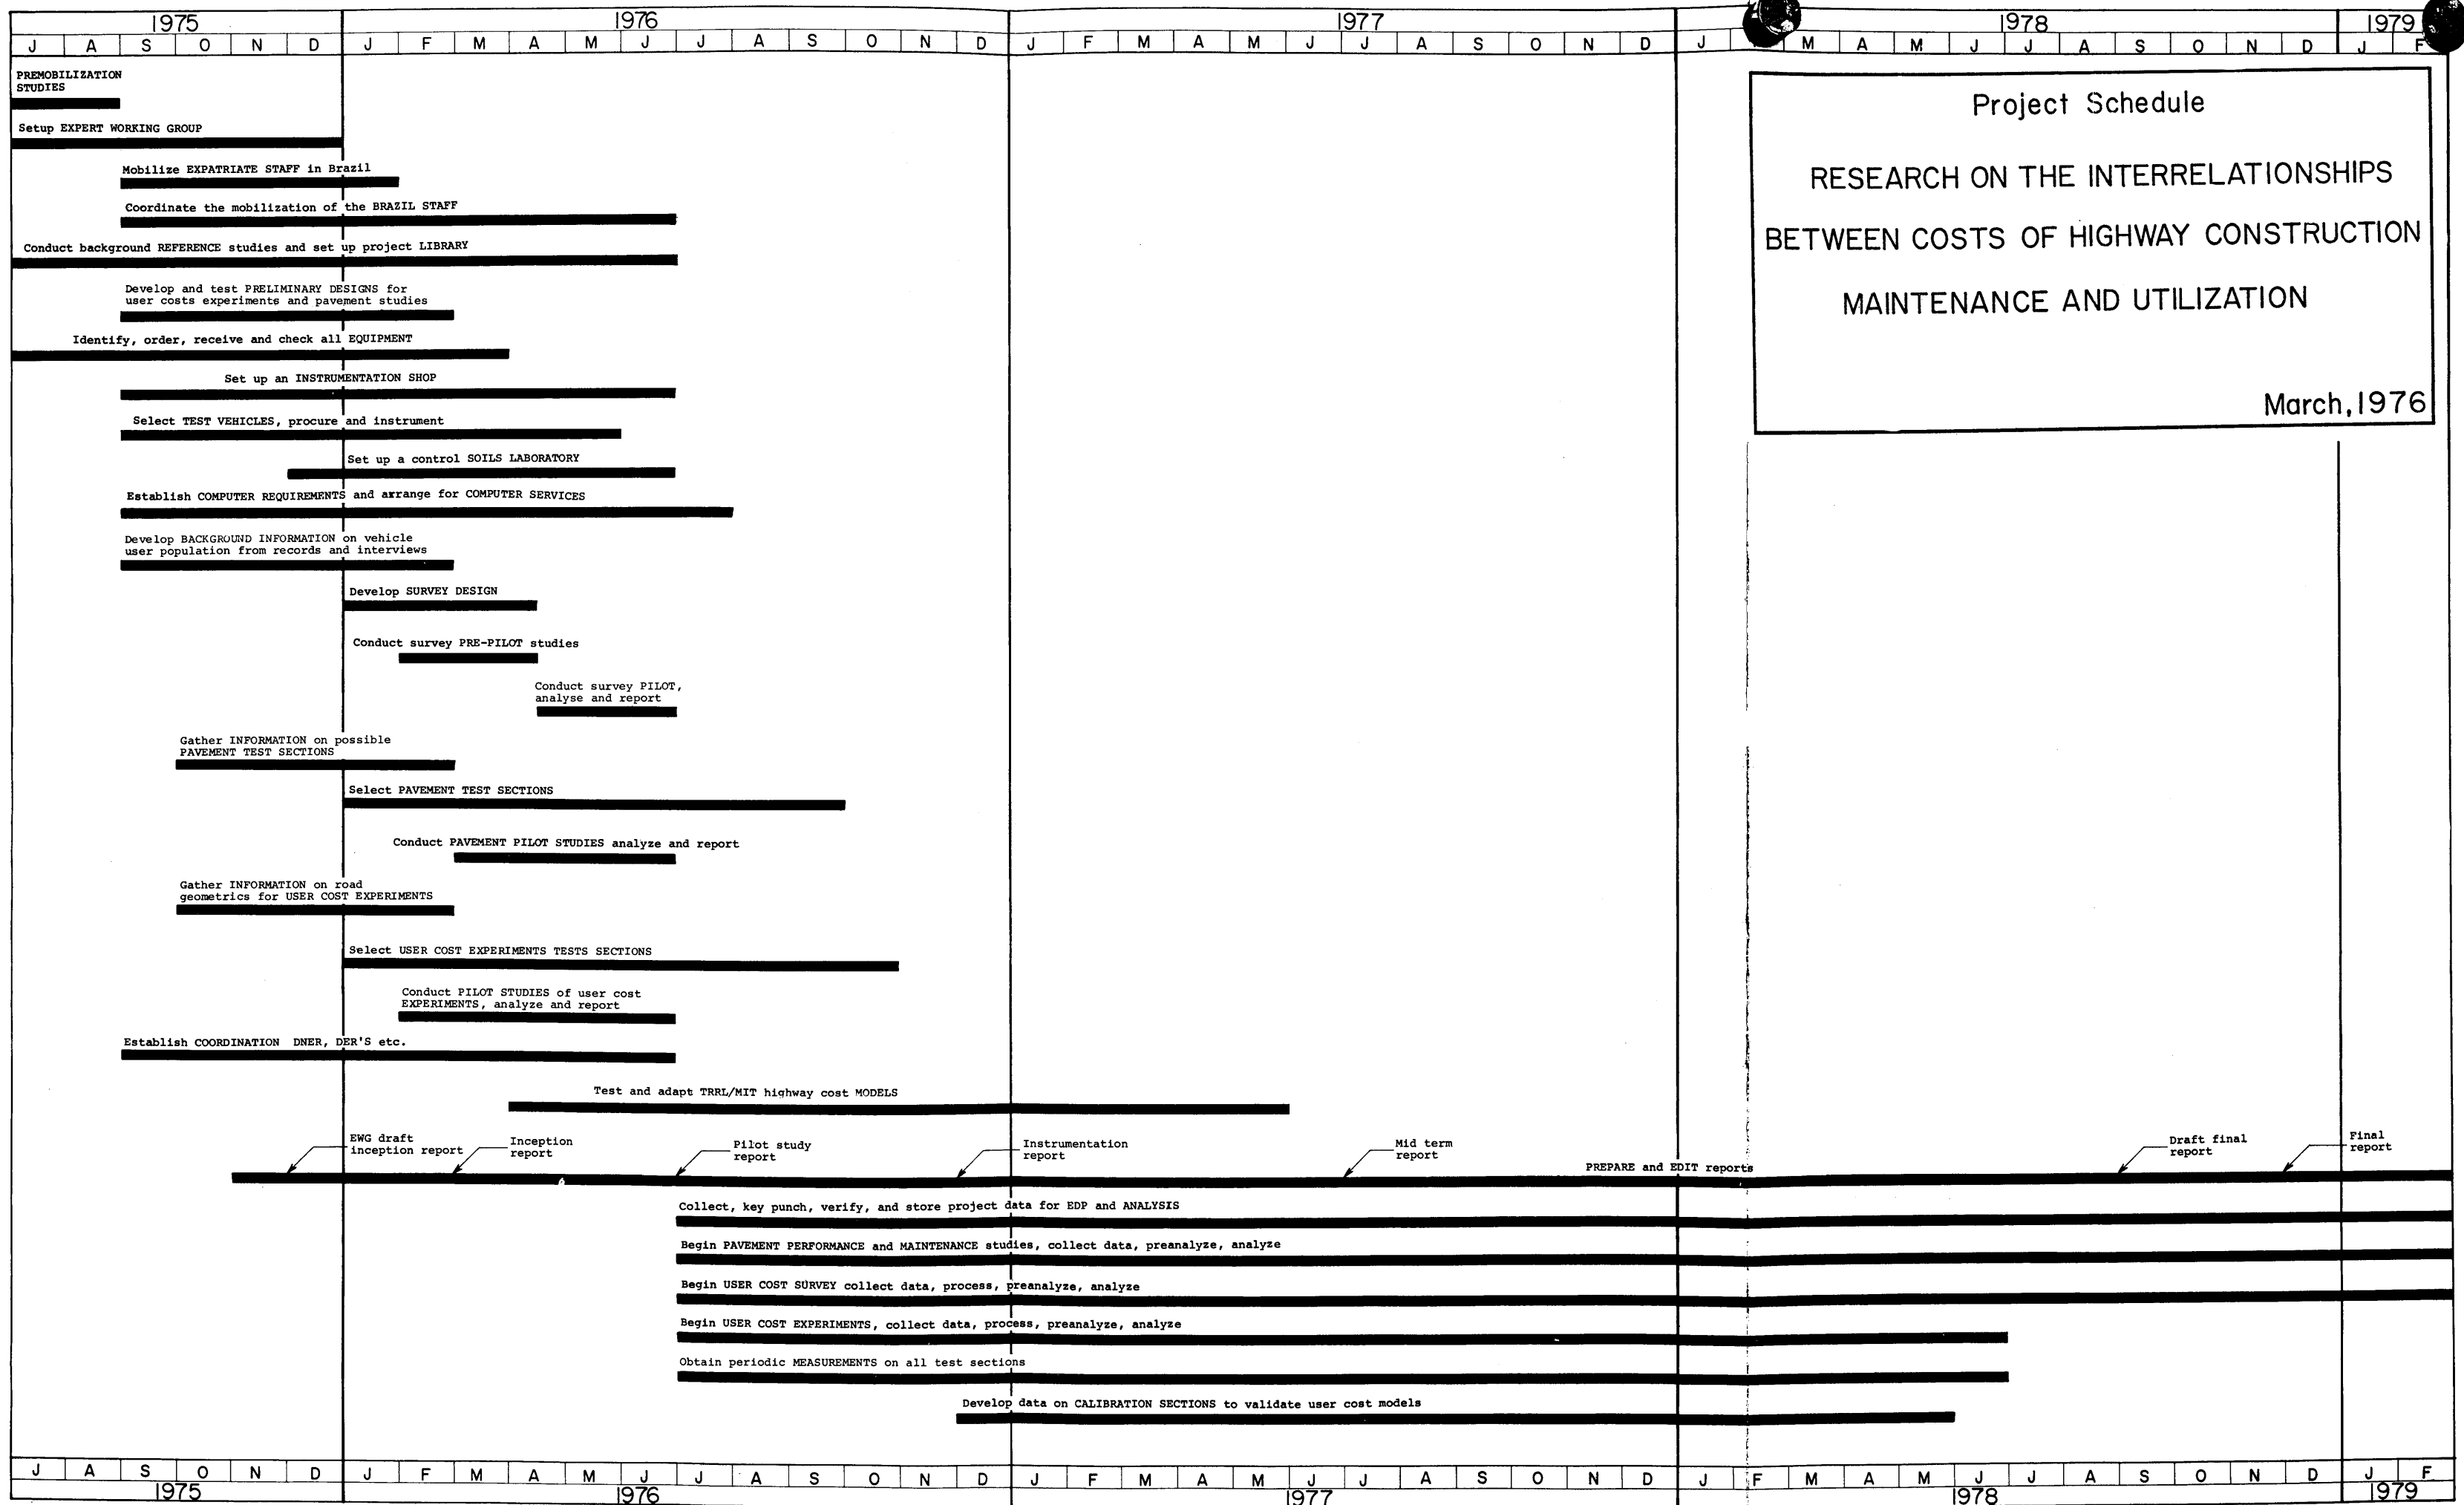 1975 1976 1977 1978 1979
J A S O N D J F M A M J J A S O N D J F M A M J J A S O N D J M A M J J A S O N D J F
PREMOBILIZATION
STUDIES
Setup EXPERT WORKING GROUP
Mobilize EXPATRIATE STAFF in Brazil
Coordinate the mobilization of the BRAZIL STAFF
Conduct background REFERENCE studies and set up project LIBRARY
Develop and test PRELIMINARY DESIGNS for
user costs experiments and pavement studies
Identify, order, receive and check all EQUIPMENT
Set up an INSTRUMENTATION SHOP
Select TEST VEHICLES, procure and instrument
Set up a control SOILS LABORATORY
Establish COMPUTER REQUIREMENTS and arrange for COMPUTER SERVICES
Develop BACKGROUND INFORMATION on vehicle
user population from records and interviews
Develop SURVEY DESIGN
Conduct survey PRE-PILOT studies
Conduct survey PILOT,
analyse and report
Gather INFORMATION on possible
PAVEMENT TEST SECTIONS
Select PAVEMENT TEST SECTIONS
Conduct PAVEMENT PILOT STUDIES analyze and report
Gather INFORMATION on road
geometrics for USER COST EXPERIMENTS
Select USER COST EXPERIMENTS TESTS SECTIONS
Conduct PILOT STUDIES of user cost
EXPERIMENTS, analyze and report
Establish COORDINATION DNER, DER'S etc.
Test and adapt TRRL/MIT highway cost MODELS
EWG draft
inception report
Inception
report
Pilot study
report
Instrumentation
report
Mid term
report
PREPARE and EDIT reports
Draft final
report
Final
report
Collect, key punch, verify, and store project data for EDP and ANALYSIS
Begin PAVEMENT PERFORMANCE and MAINTENANCE studies, collect data, preanalyze, analyze
Begin USER COST SURVEY collect data, process, preanalyze, analyze
Begin USER COST EXPERIMENTS, collect data, process, preanalyze, analyze
Obtain periodic MEASUREMENTS on all test sections
Develop data on CALIBRATION SECTIONS to validate user cost models
Project Schedule
RESEARCH ON THE INTERRELATIONSHIPS
BETWEEN COSTS OF HIGHWAY CONSTRUCTION
MAINTENANCE AND UTILIZATION
March, 1976
J A S O N D J F M A M J J A S O N D J F M A M J J A S O N D J F M A M J J A S O N D J F
1975 1976 1977 1978 1979